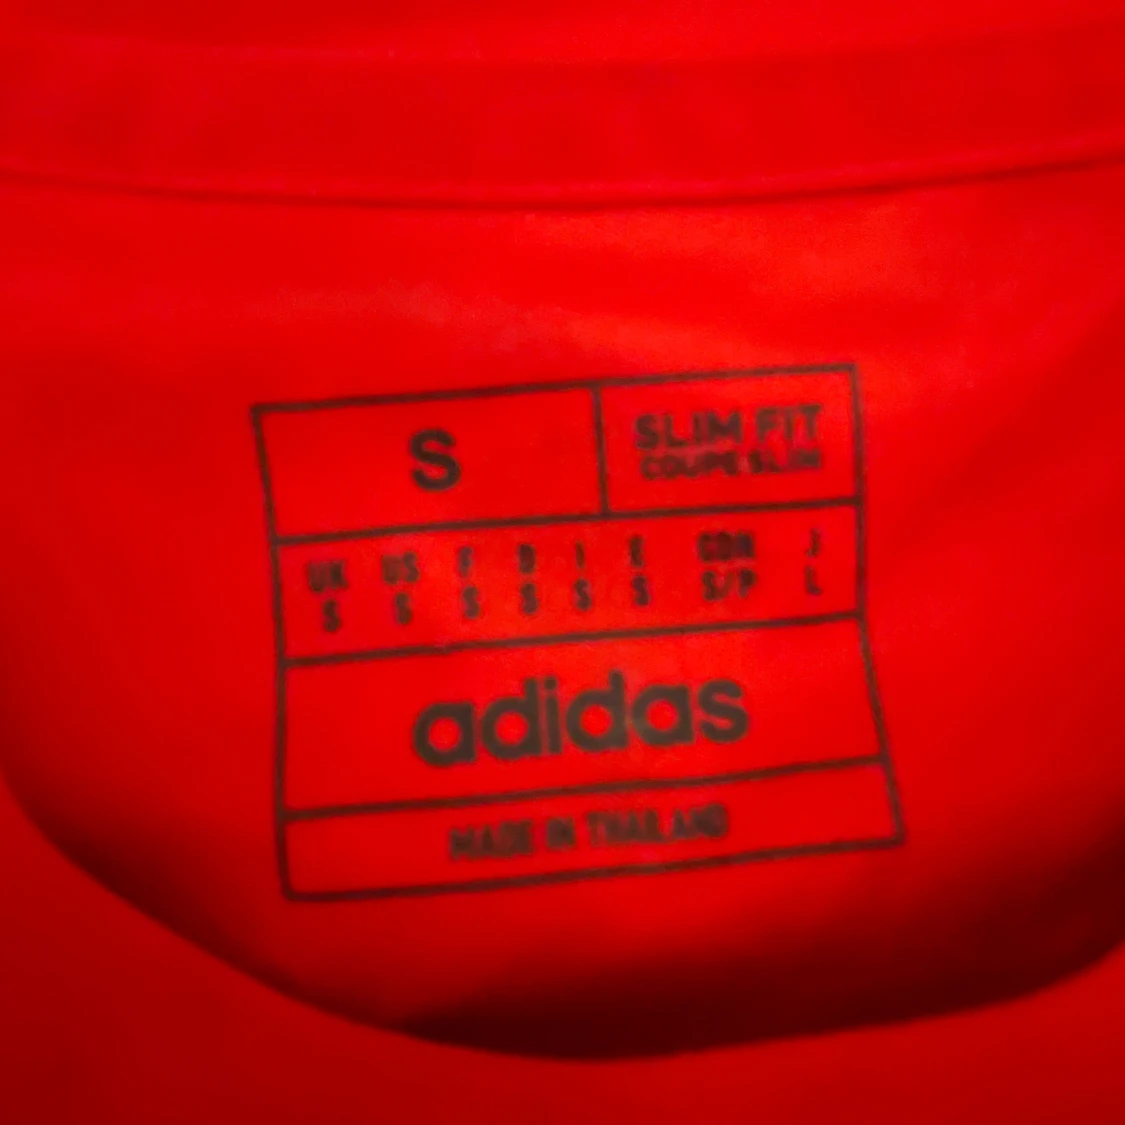 S
SLIM FIT
COUPE SLIM
UK US F D I E CDN J
S S S S S S S/P L
adidas
MADE IN THAILAND